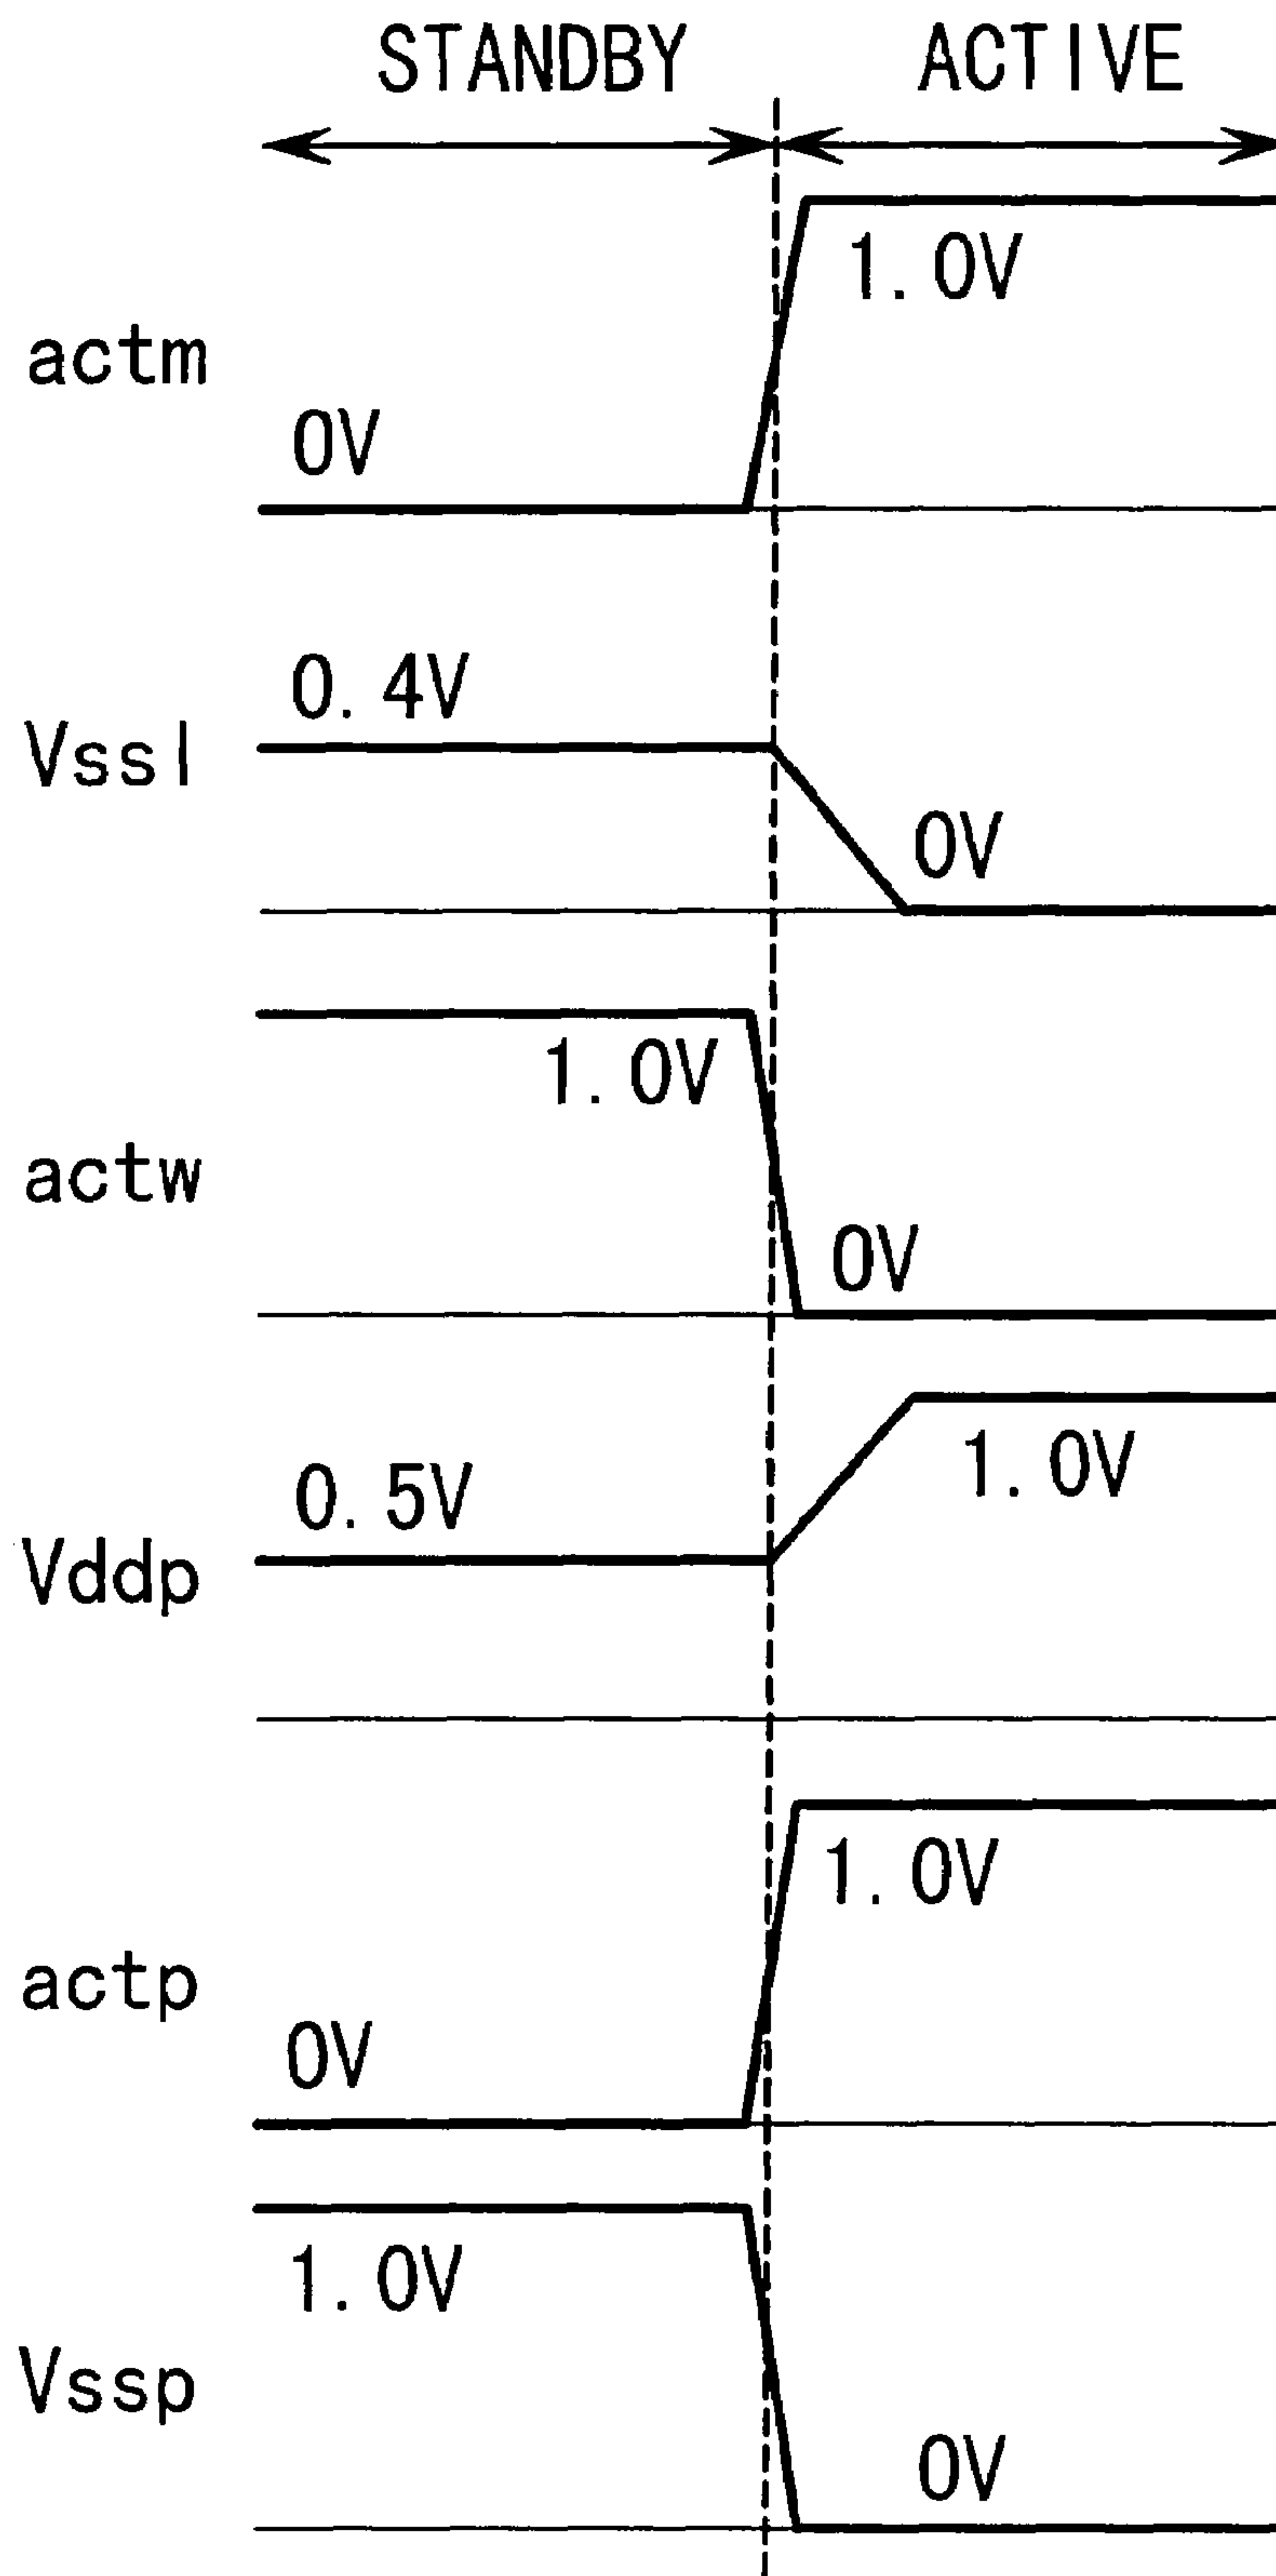 STANDBY ACTIVE
1.0V
actm
0V
0.4V
Vssl
0V
1.0V
actw
0V
1.0V
0.5V
Vddp
1.0V
actp
0V
1.0V
Vssp
0V